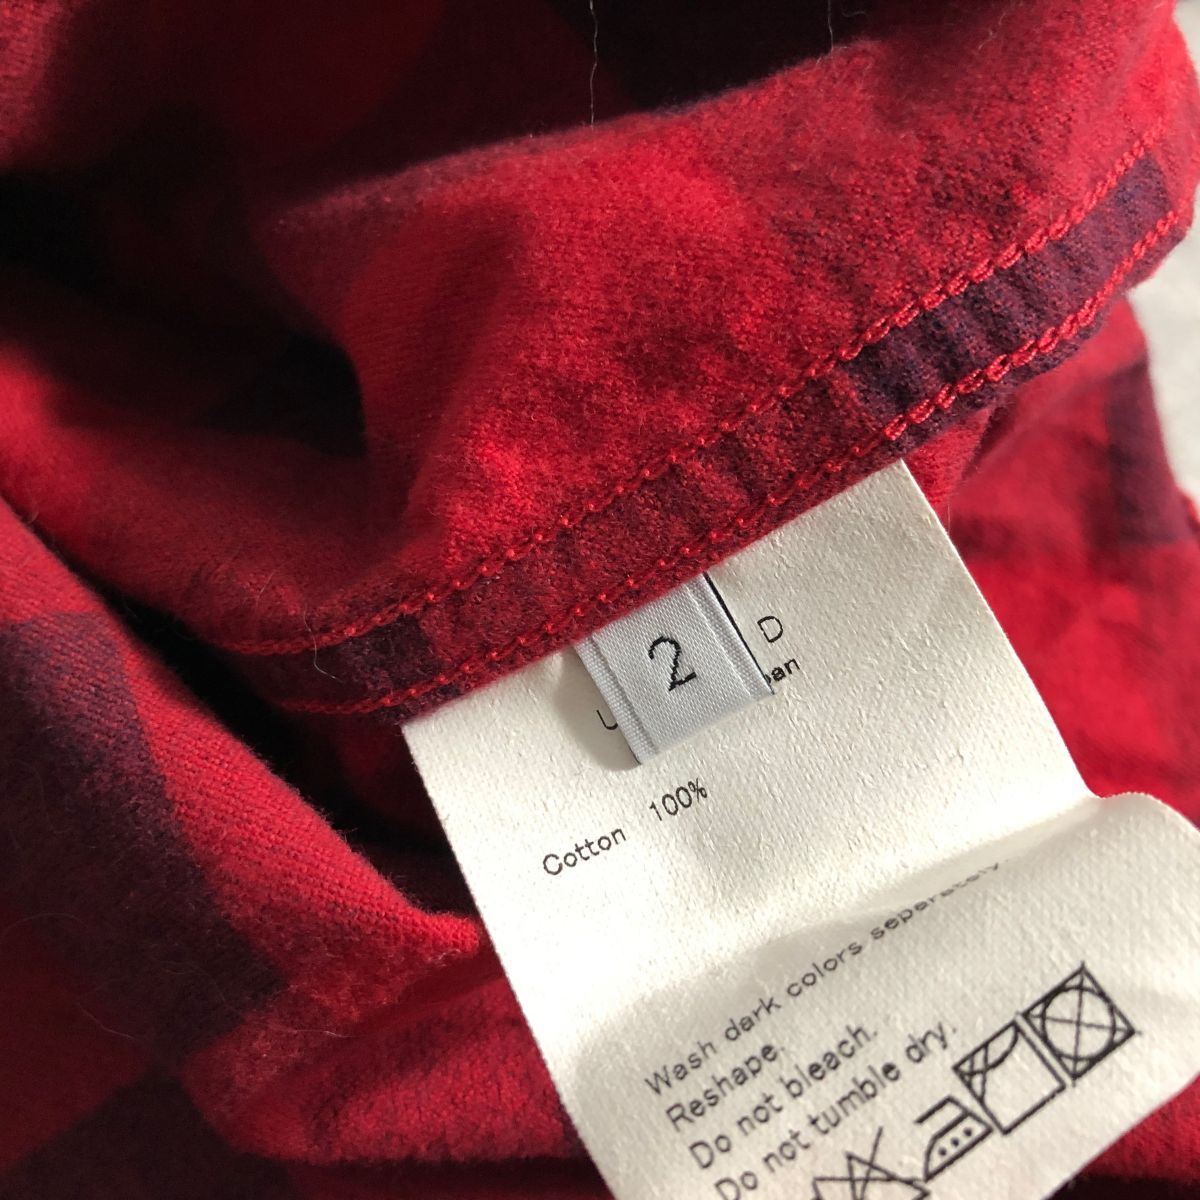 2
D
Cotton 100%
Wash dark colors separately.
Reshape.
Do not bleach.
Do not tumble dry.